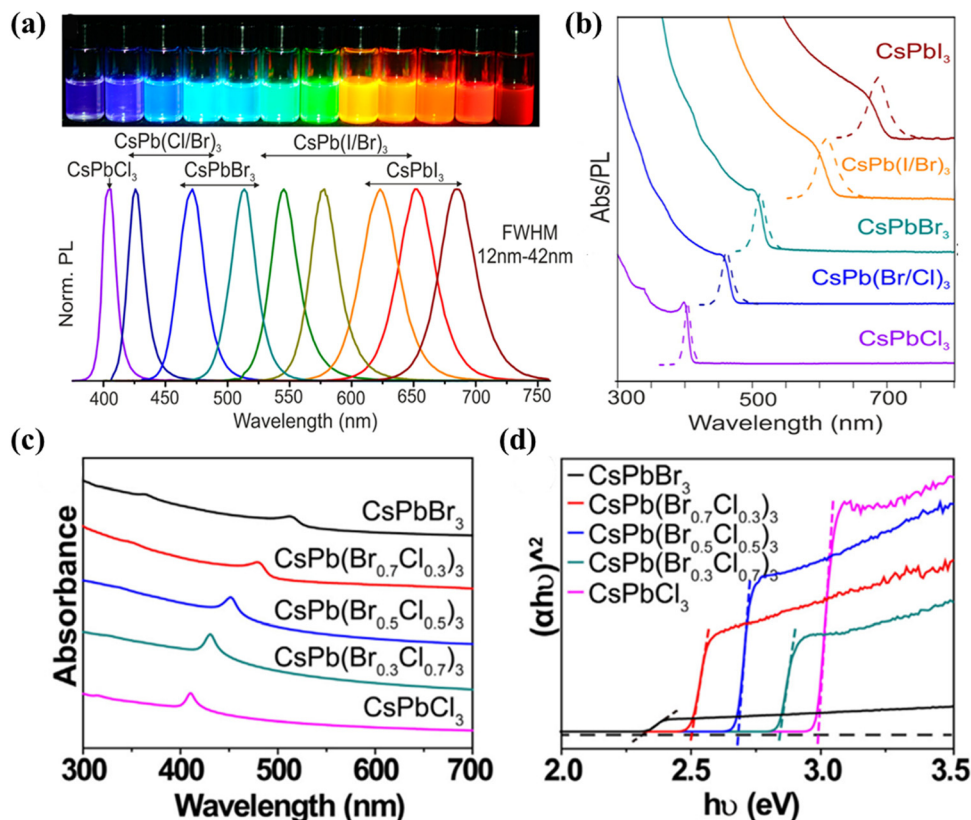 (a)
CsPb(Cl/Br)₃
CsPb(I/Br)₃
CsPbCl₃
CsPbBr₃
CsPbI₃
FWHM
12nm-42nm
Norm. PL
400 450 500 550 600 650 700 750
Wavelength (nm)
(b)
CsPbI₃
CsPb(I/Br)₃
CsPbBr₃
CsPb(Br/Cl)₃
CsPbCl₃
Abs/PL
300 500 700
Wavelength (nm)
(c)
CsPbBr₃
CsPb(Br₀.₇Cl₀.₃)₃
CsPb(Br₀.₅Cl₀.₅)₃
CsPb(Br₀.₃Cl₀.₇)₃
CsPbCl₃
Absorbance
300 400 500 600 700
Wavelength (nm)
(d)
CsPbBr₃
CsPb(Br₀.₇Cl₀.₃)₃
CsPb(Br₀.₅Cl₀.₅)₃
CsPb(Br₀.₃Cl₀.₇)₃
CsPbCl₃
(αhυ)^2
2.0 2.5 3.0 3.5
hυ (eV)